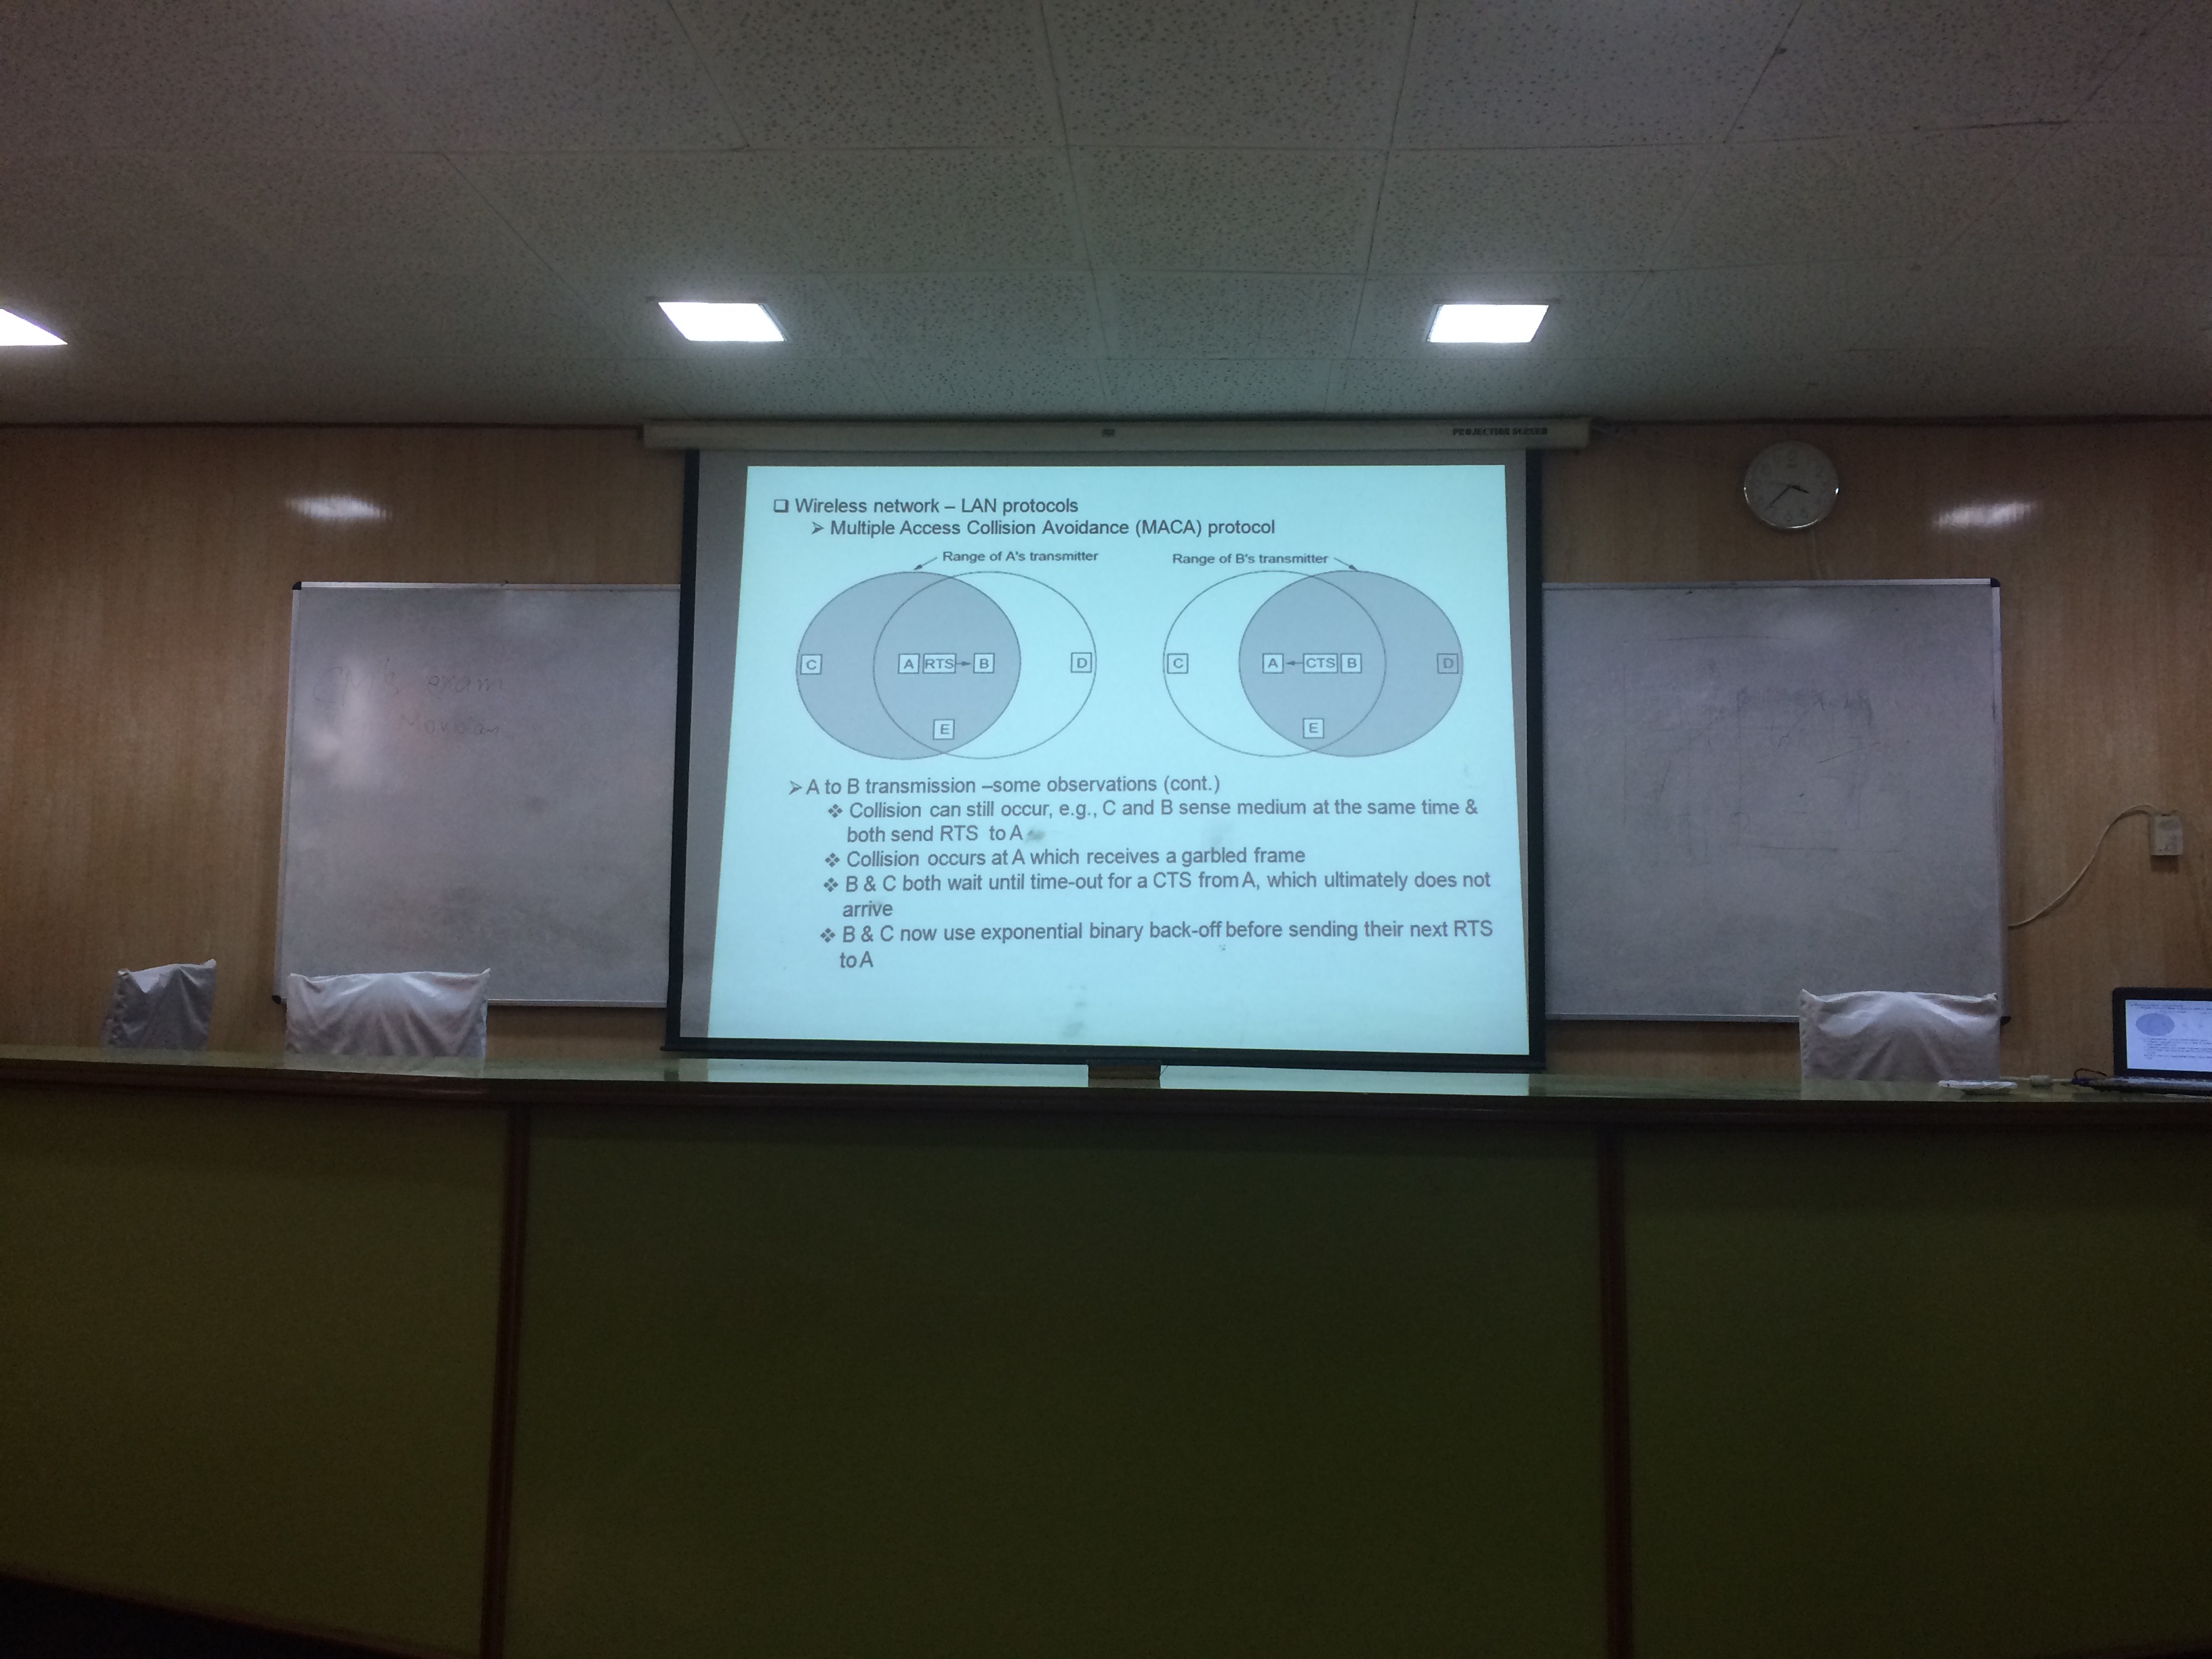 PROJECTION SCREEN
❑ Wireless network – LAN protocols
➢ Multiple Access Collision Avoidance (MACA) protocol
Range of A's transmitter
Range of B's transmitter
C A RTS B D
E
C A CTS B D
E
➢ A to B transmission –some observations (cont.)
❖ Collision can still occur, e.g., C and B sense medium at the same time &
both send RTS to A
❖ Collision occurs at A which receives a garbled frame
❖ B & C both wait until time-out for a CTS from A, which ultimately does not
arrive
❖ B & C now use exponential binary back-off before sending their next RTS
to A
exam